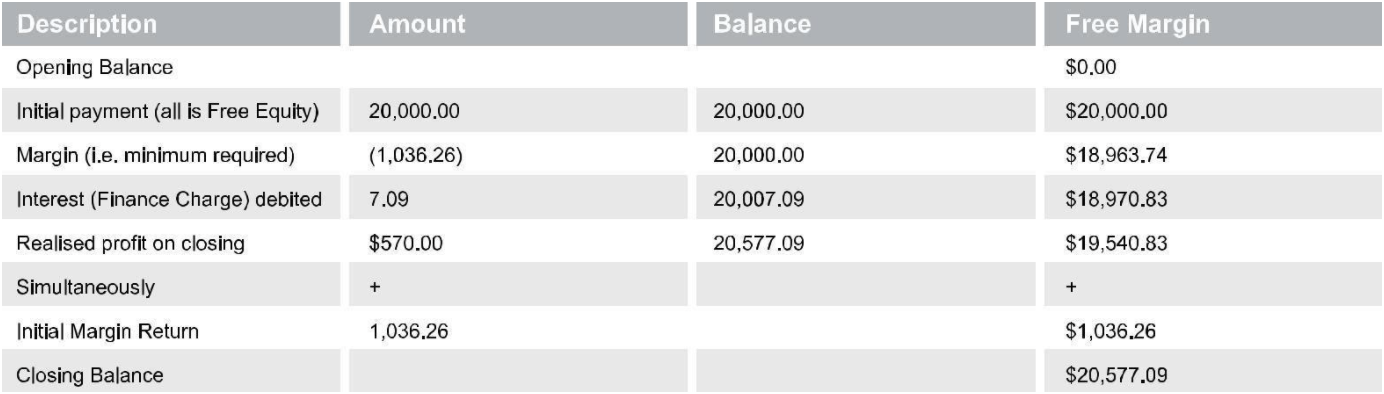 Description Amount Balance Free Margin
Opening Balance $0.00
Initial payment (all is Free Equity) 20,000.00 20,000.00 $20,000.00
Margin (i.e. minimum required) (1,036.26) 20,000.00 $18,963.74
Interest (Finance Charge) debited 7.09 20,007.09 $18,970.83
Realised profit on closing $570.00 20,577.09 $19,540.83
Simultaneously + +
Initial Margin Return 1,036.26 $1,036.26
Closing Balance $20,577.09